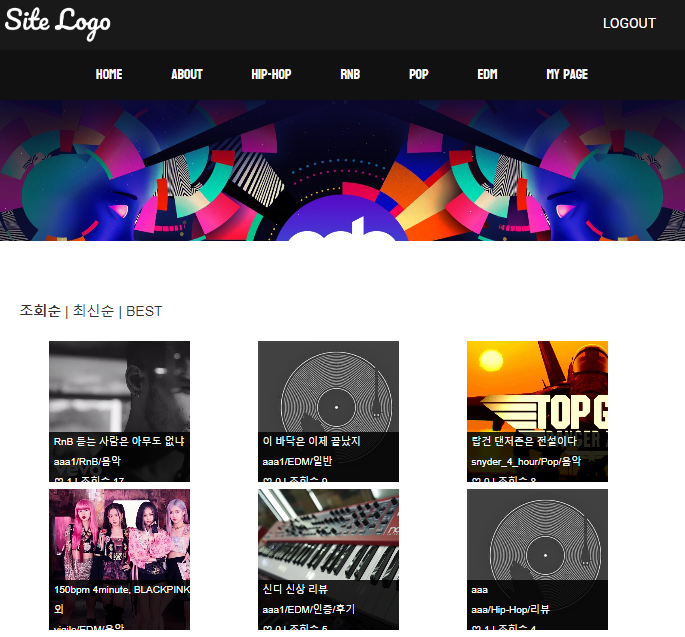 Site Logo
LOGOUT
HOME ABOUT HIP-HOP RNB POP EDM MY PAGE
조회순 | 최신순 | BEST
RnB 듣는 사람은 아무도 없냐
aaa1/RnB/음악
♡ 1 | 조회수 17
이 바닥은 이제 끝났지
aaa1/EDM/일반
♡ 0 | 조회수 9
TOP G
DANGER
탑건 댄저존은 전설이다
snyder_4_hour/Pop/음악
♡ 0 | 조회수 8
150bpm 4minute, BLACKPINK
외
vigile/EDM/음악
신디 신상 리뷰
aaa1/EDM/인증/후기
♡ 0 | 조회수 5
aaa
aaa/Hip-Hop/리뷰
♡ 1 | 조회수 4